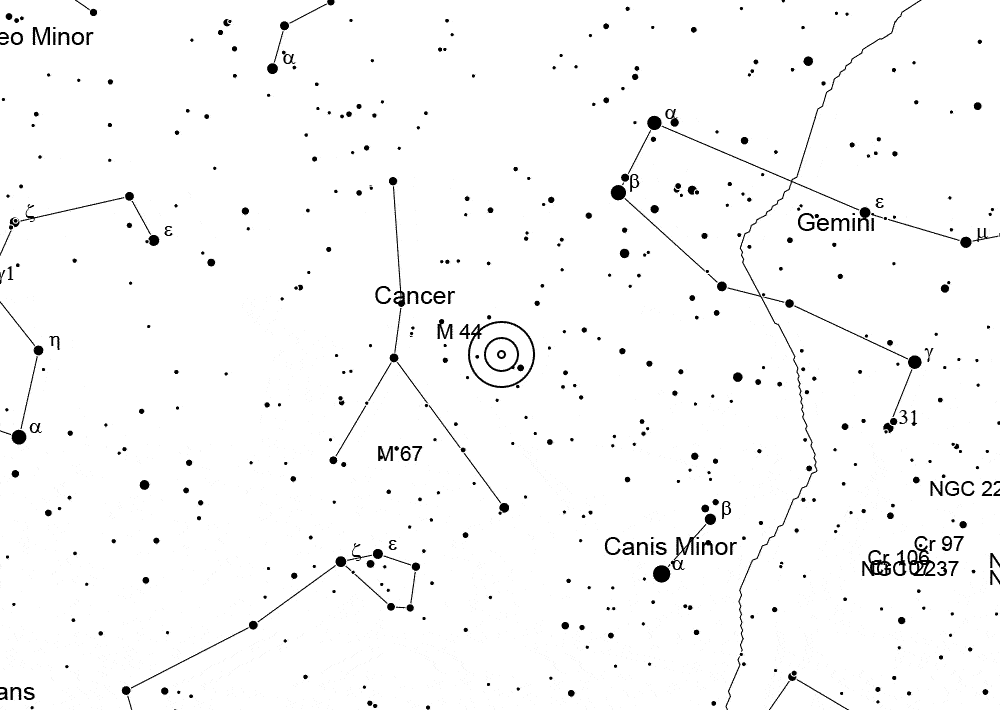 eo Minor
α
α
β
ζ
ε
ε
Gemini
μ
γ1
Cancer
M 44
η
γ
α
31
M 67
NGC 22
β
Canis Minor
α
ζ
ε
Cr 97
Cr 106
NGC 2237
N
N
ans